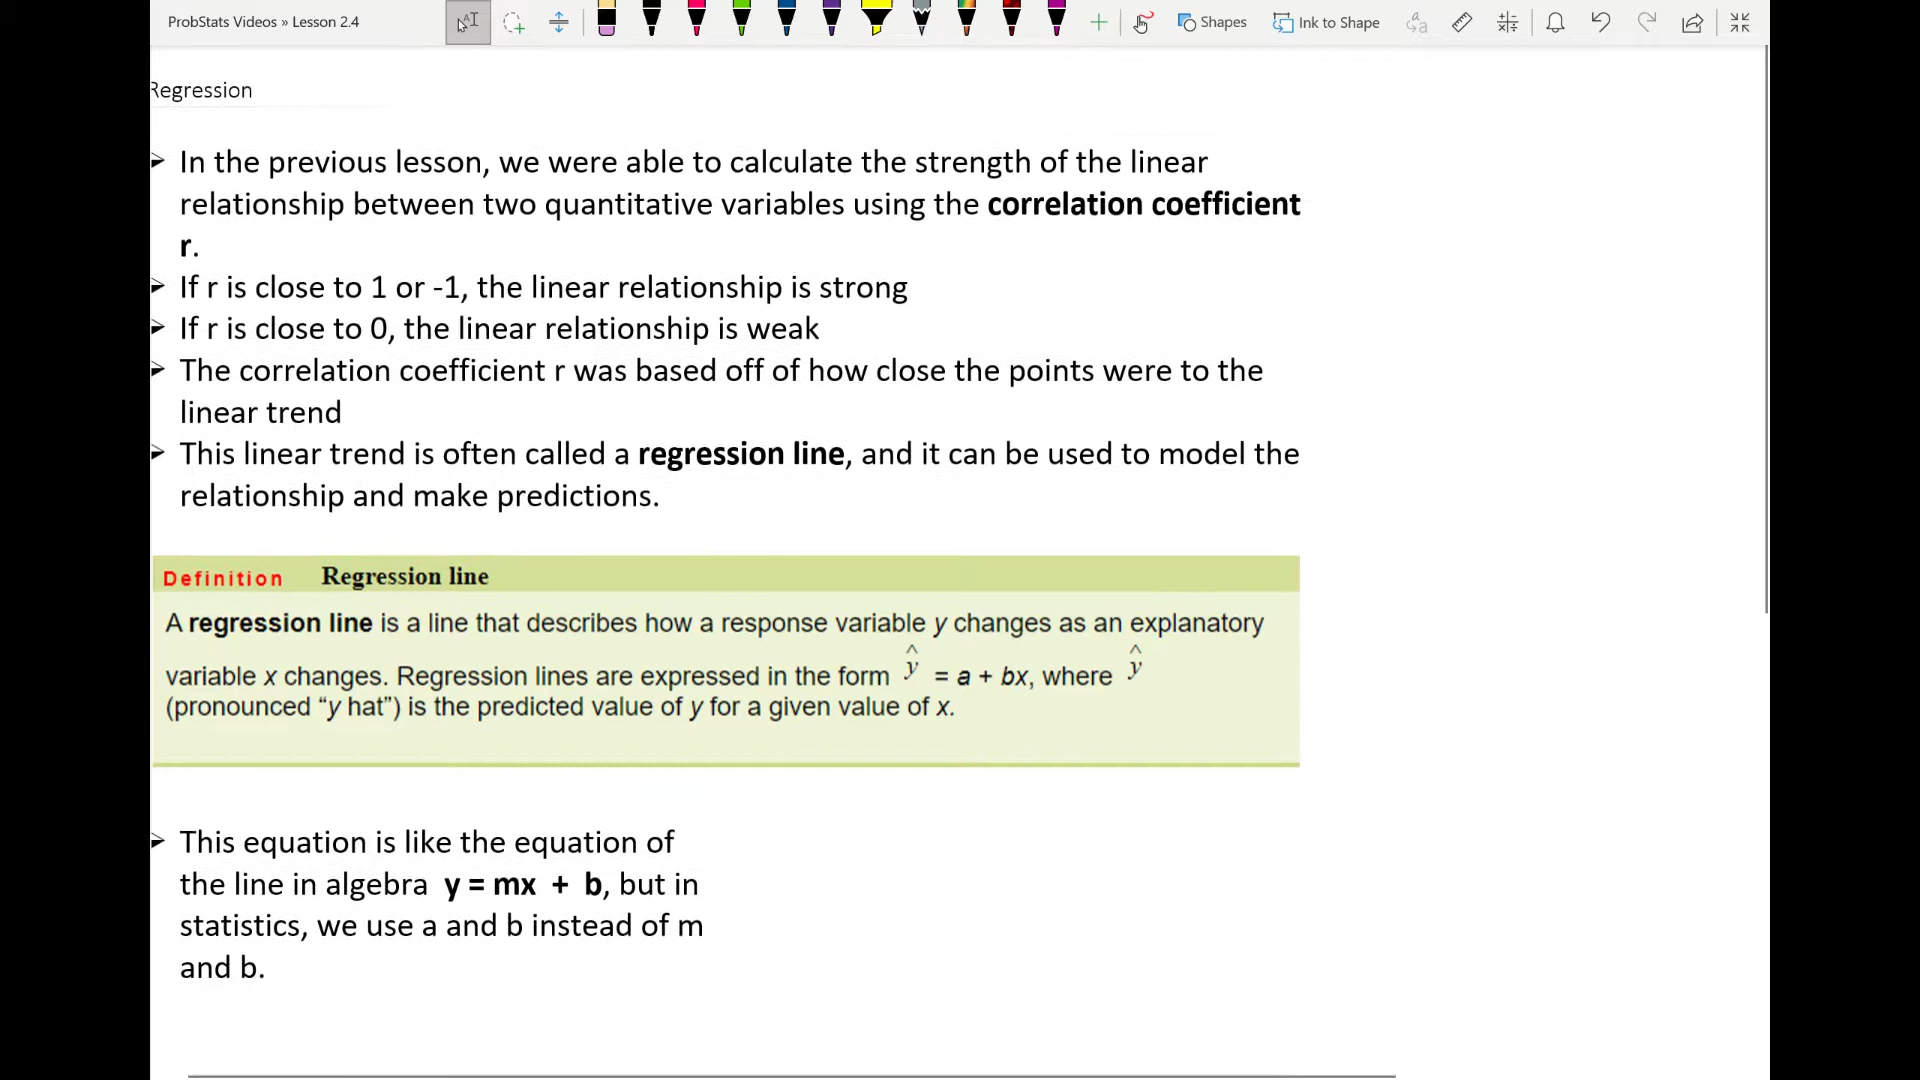 ProbStats Videos » Lesson 2.4
Shapes
Ink to Shape
Regression
➢ In the previous lesson, we were able to calculate the strength of the linear
relationship between two quantitative variables using the correlation coefficient
r.
➢ If r is close to 1 or -1, the linear relationship is strong
➢ If r is close to 0, the linear relationship is weak
➢ The correlation coefficient r was based off of how close the points were to the
linear trend
➢ This linear trend is often called a regression line, and it can be used to model the
relationship and make predictions.
Definition Regression line
A regression line is a line that describes how a response variable y changes as an explanatory
variable x changes. Regression lines are expressed in the form ŷ = a + bx, where ŷ
(pronounced “y hat”) is the predicted value of y for a given value of x.
➢ This equation is like the equation of
the line in algebra y = mx + b, but in
statistics, we use a and b instead of m
and b.